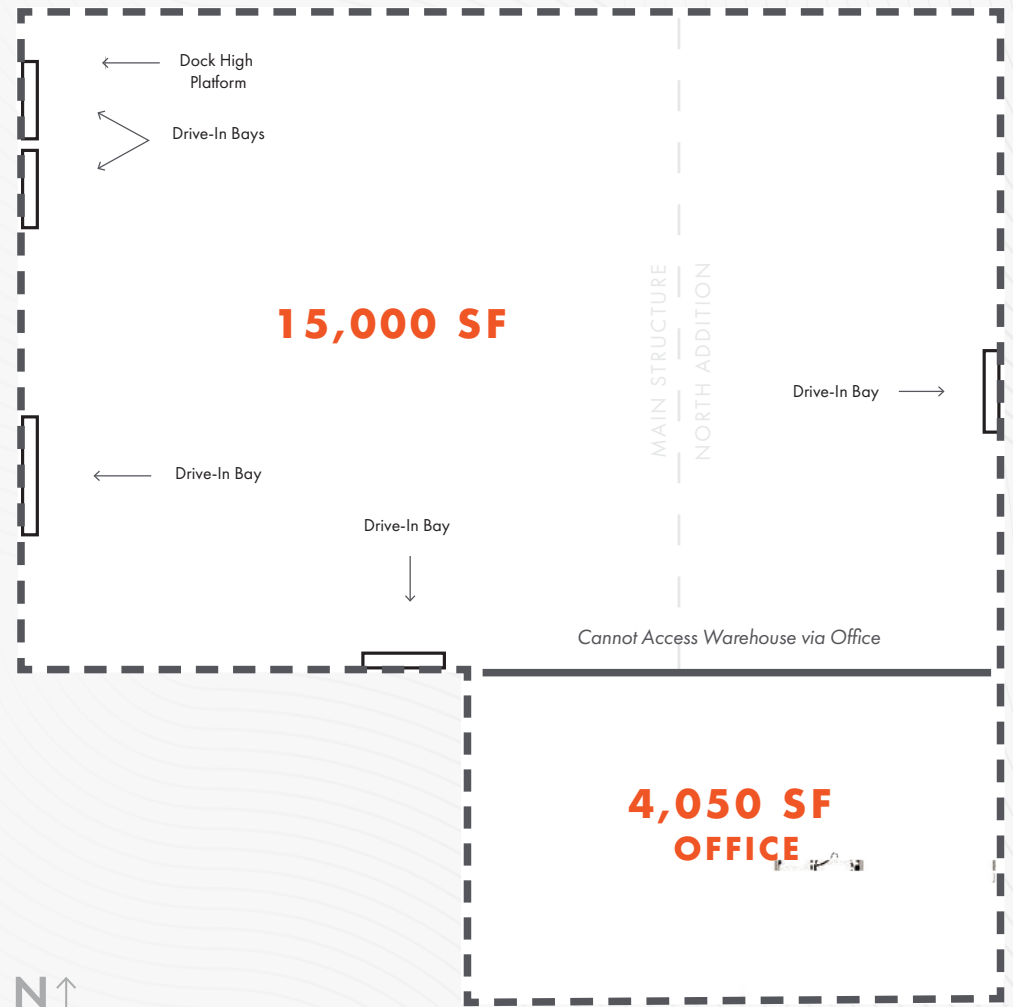 Dock High
Platform
Drive-In Bays
15,000 SF
MAIN STRUCTURE
NORTH ADDITION
Drive-In Bay
Drive-In Bay
Drive-In Bay
Cannot Access Warehouse via Office
4,050 SF
OFFICE
N